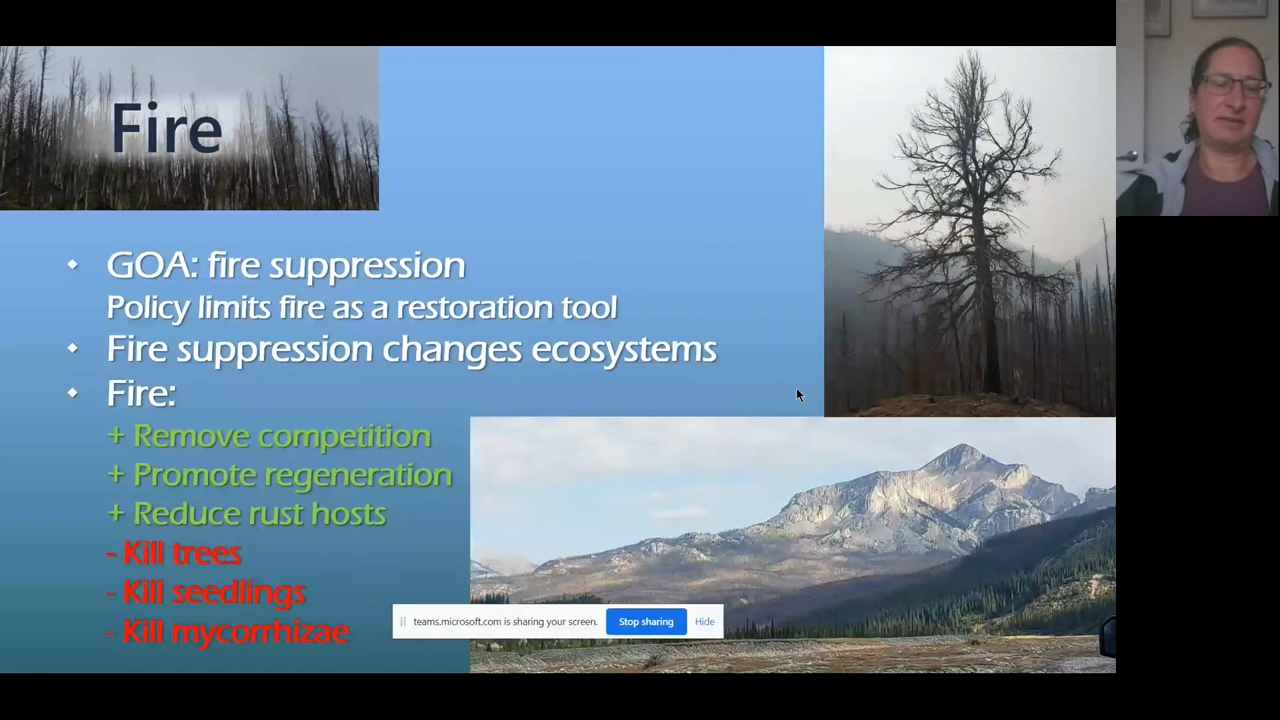 Fire
GOA: fire suppression
Policy limits fire as a restoration tool
Fire suppression changes ecosystems
Fire:
+ Remove competition
+ Promote regeneration
+ Reduce rust hosts
- Kill trees
- Kill seedlings
- Kill mycorrhizae
teams.microsoft.com is sharing your screen.
Stop sharing
Hide